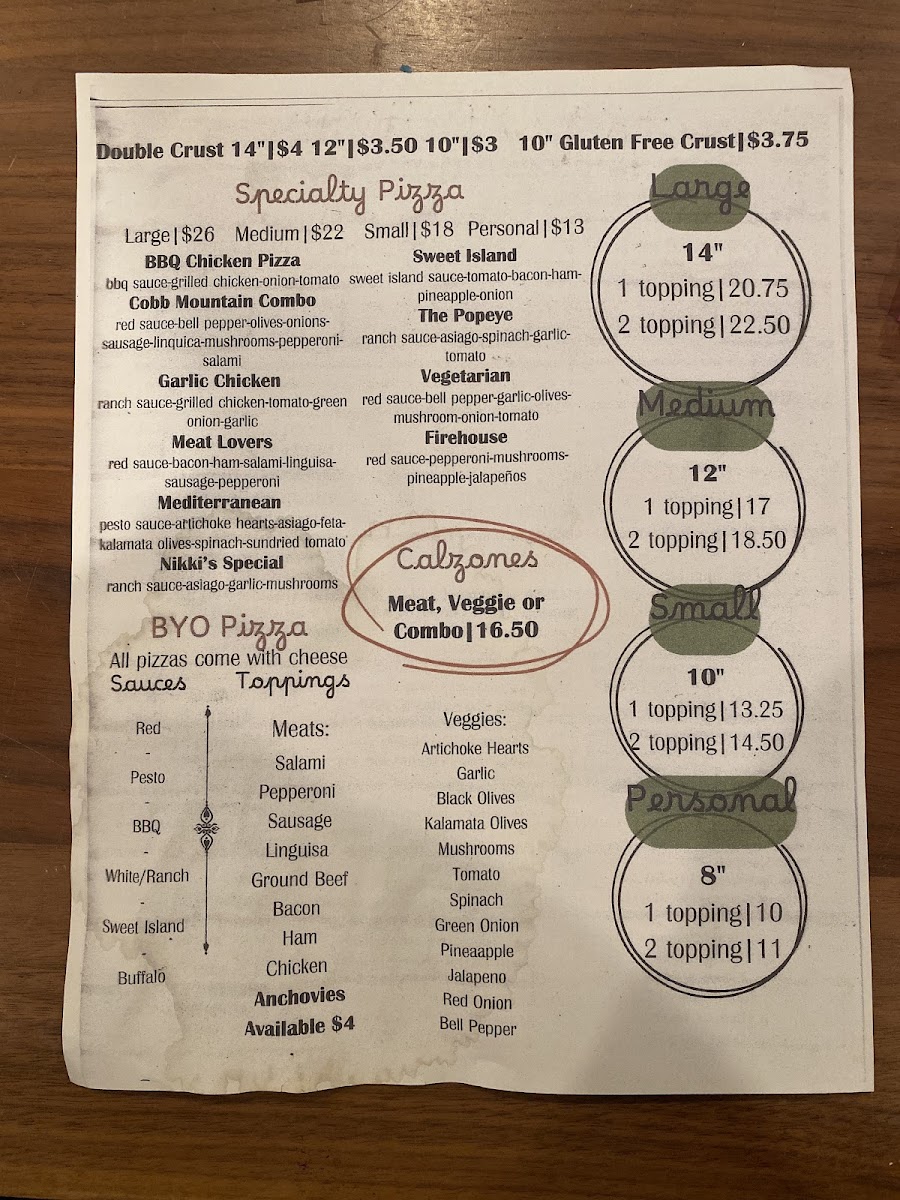 Double Crust 14"|$4 12"|$3.50 10"|$3 10" Gluten Free Crust|$3.75
Specialty Pizza
Large|$26 Medium|$22 Small|$18 Personal|$13
BBQ Chicken Pizza
bbq sauce-grilled chicken-onion-tomato
Cobb Mountain Combo
red sauce-bell pepper-olives-onions-
sausage-linquica-mushrooms-pepperoni-
salami
Garlic Chicken
ranch sauce-grilled chicken-tomato-green
onion-garlic
Meat Lovers
red sauce-bacon-ham-salami-linguisa-
sausage-pepperoni
Mediterranean
pesto sauce-artichoke hearts-asiago-feta-
kalamata olives-spinach-sundried tomato
Nikki's Special
ranch sauce-asiago-garlic-mushrooms
Sweet Island
sweet island sauce-tomato-bacon-ham-
pineapple-onion
The Popeye
ranch sauce-asiago-spinach-garlic-
tomato
Vegetarian
red sauce-bell pepper-garlic-olives-
mushroom-onion-tomato
Firehouse
red sauce-pepperoni-mushrooms-
pineapple-jalapeños
Calzones
Meat, Veggie or
Combo|16.50
BYO Pizza
All pizzas come with cheese
Sauces
Red
-
Pesto
-
BBQ
-
White/Ranch
-
Sweet Island
-
Buffalo
Toppings
Meats:
Salami
Pepperoni
Sausage
Linguisa
Ground Beef
Bacon
Ham
Chicken
Anchovies
Available $4
Veggies:
Artichoke Hearts
Garlic
Black Olives
Kalamata Olives
Mushrooms
Tomato
Spinach
Green Onion
Pineaapple
Jalapeno
Red Onion
Bell Pepper
Large
14"
1 topping|20.75
2 topping|22.50
Medium
12"
1 topping|17
2 topping|18.50
Small
10"
1 topping|13.25
2 topping|14.50
Personal
8"
1 topping|10
2 topping|11